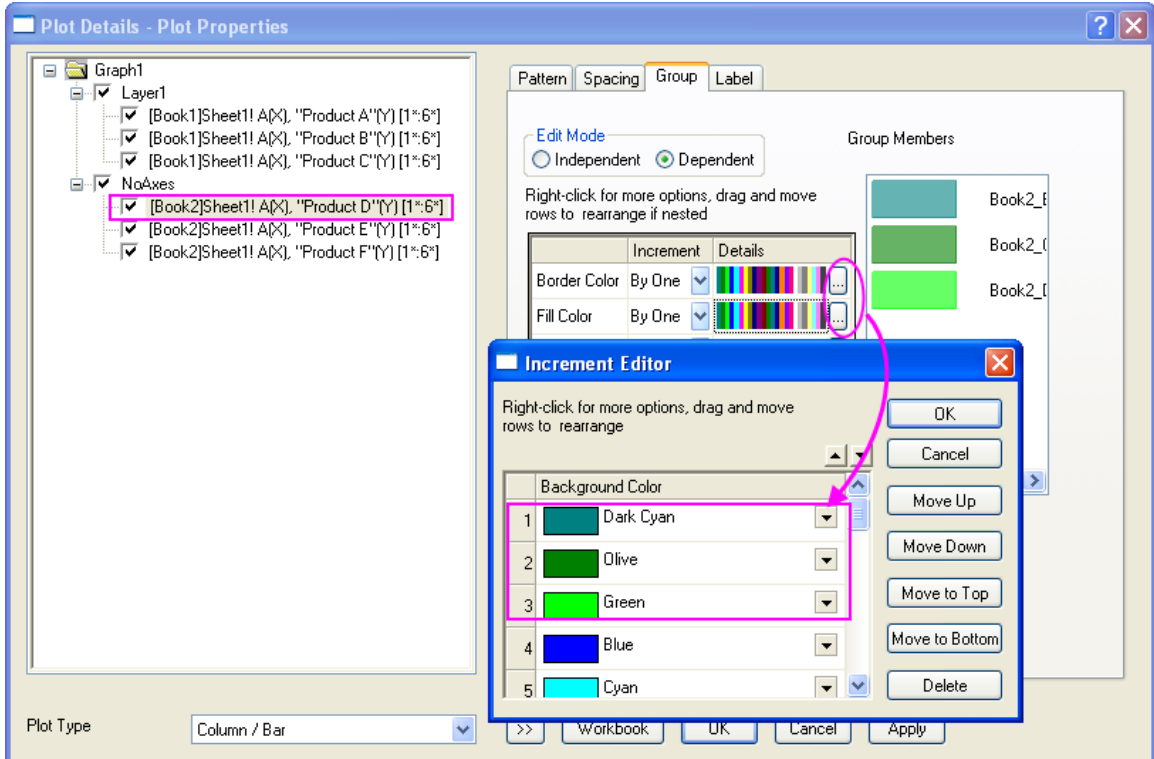 Plot Details - Plot Properties
Graph1
Layer1
[Book1]Sheet1! A(X), "Product A"(Y) [1*:6*]
[Book1]Sheet1! A(X), "Product B"(Y) [1*:6*]
[Book1]Sheet1! A(X), "Product C"(Y) [1*:6*]
NoAxes
[Book2]Sheet1! A(X), "Product D"(Y) [1*:6*]
[Book2]Sheet1! A(X), "Product E"(Y) [1*:6*]
[Book2]Sheet1! A(X), "Product F"(Y) [1*:6*]
Pattern Spacing Group Label
Edit Mode
Independent Dependent
Group Members
Right-click for more options, drag and move
rows to rearrange if nested
Increment Details
Border Color By One ...
Fill Color By One ...
Book2_
Book2_
Book2_
Increment Editor
Right-click for more options, drag and move
rows to rearrange
Background Color
1 Dark Cyan
2 Olive
3 Green
4 Blue
5 Cyan
OK
Cancel
Move Up
Move Down
Move to Top
Move to Bottom
Delete
Plot Type Column / Bar >> Workbook OK Cancel Apply